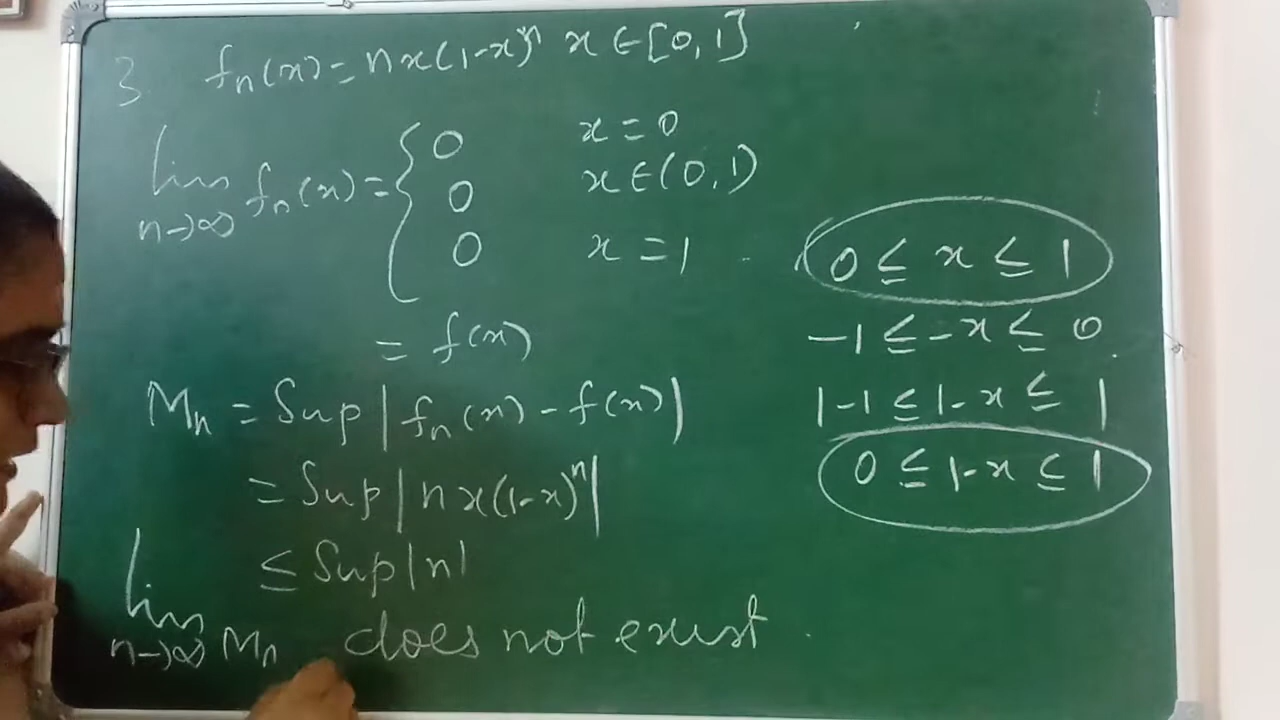 3. fₙ(x) = nx(1-x)ⁿ x ∈ [0, 1]
lim n→∞ fₙ(x) = { 0 x = 0
0 x ∈ (0, 1)
0 x = 1
= f(x)
Mₙ = Sup | fₙ(x) - f(x) |
= Sup | nx(1-x)ⁿ |
≤ Sup |n|
lim n→∞ Mₙ does not exist.
0 ≤ x ≤ 1
-1 ≤ -x ≤ 0
1-1 ≤ 1-x ≤ 1
0 ≤ 1-x ≤ 1